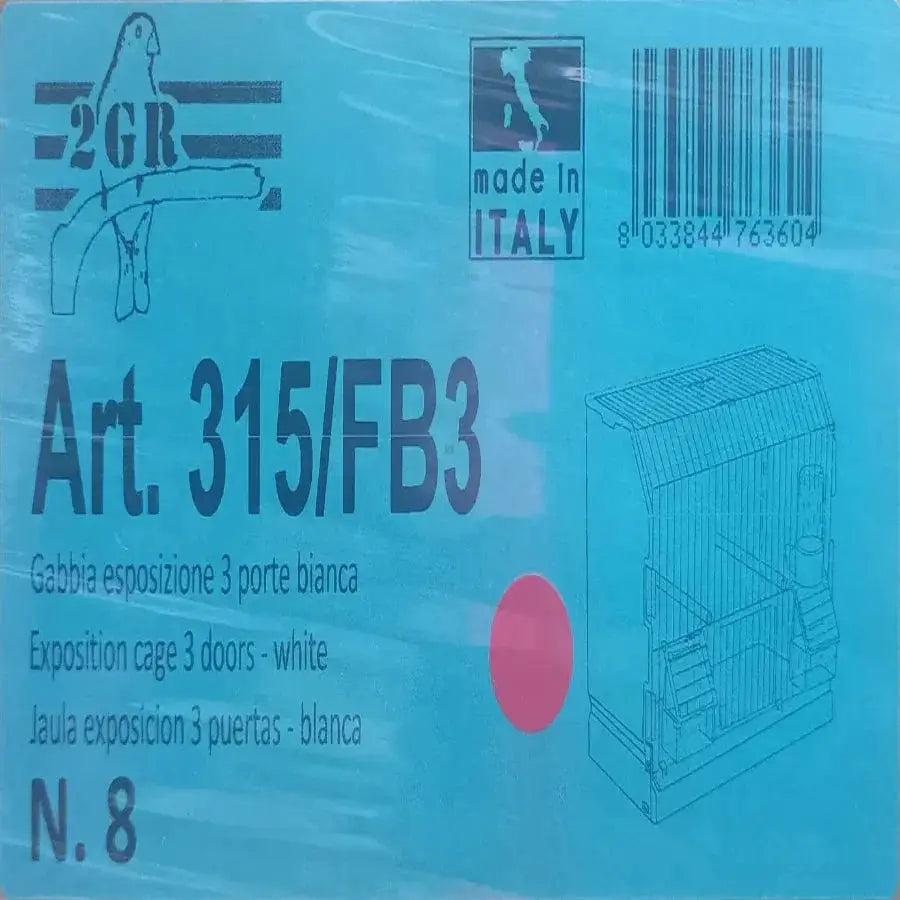 2GR
made in
ITALY
8 033844 763604
Art. 315/FB3
Gabbia esposizione 3 porte bianca
Exposition cage 3 doors - white
Jaula exposicion 3 puertas - blanca
N. 8